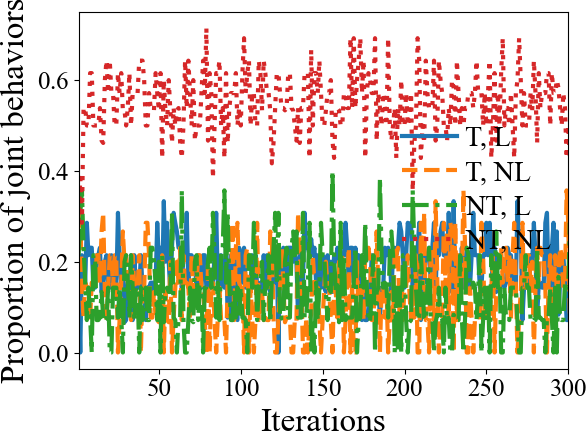 Proportion of joint behaviors
0.6
0.4
0.2
0.0
T, L
T, NL
NT, L
NT, NL
50
100
150
200
250
300
Iterations